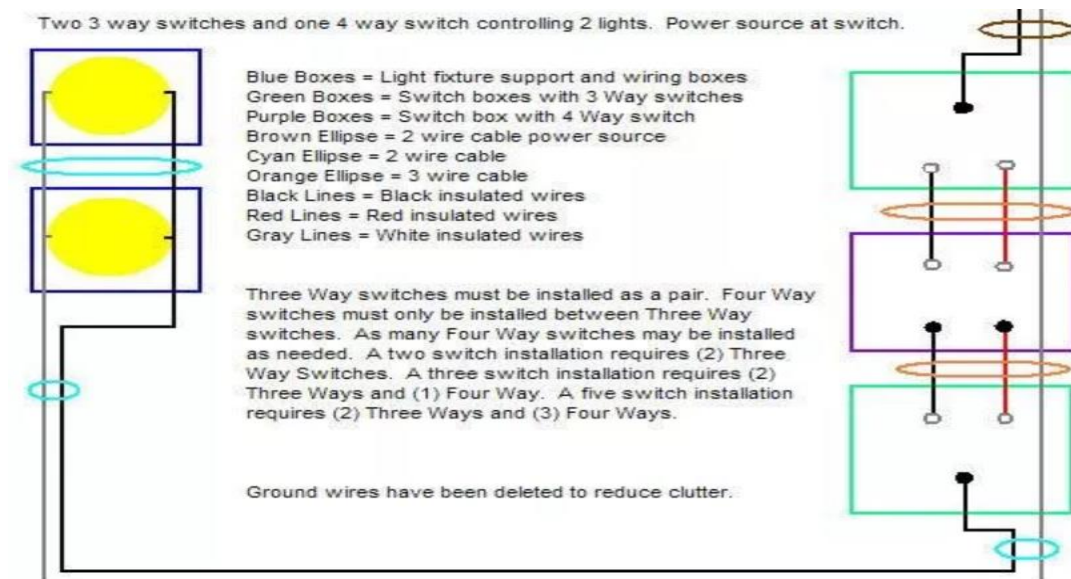 Two 3 way switches and one 4 way switch controlling 2 lights.  Power source at switch.
Blue Boxes = Light fixture support and wiring boxes
Green Boxes = Switch boxes with 3 Way switches
Purple Boxes = Switch box with 4 Way switch
Brown Ellipse = 2 wire cable power source
Cyan Ellipse = 2 wire cable
Orange Ellipse = 3 wire cable
Black Lines = Black insulated wires
Red Lines = Red insulated wires
Gray Lines = White insulated wires
Three Way switches must be installed as a pair.  Four Way
switches must only be installed between Three Way
switches.  As many Four Way switches may be installed
as needed.  A two switch installation requires (2) Three
Way Switches.  A three switch installation requires (2)
Three Ways and (1) Four Way.  A five switch installation
requires (2) Three Ways and (3) Four Ways.
Ground wires have been deleted to reduce clutter.